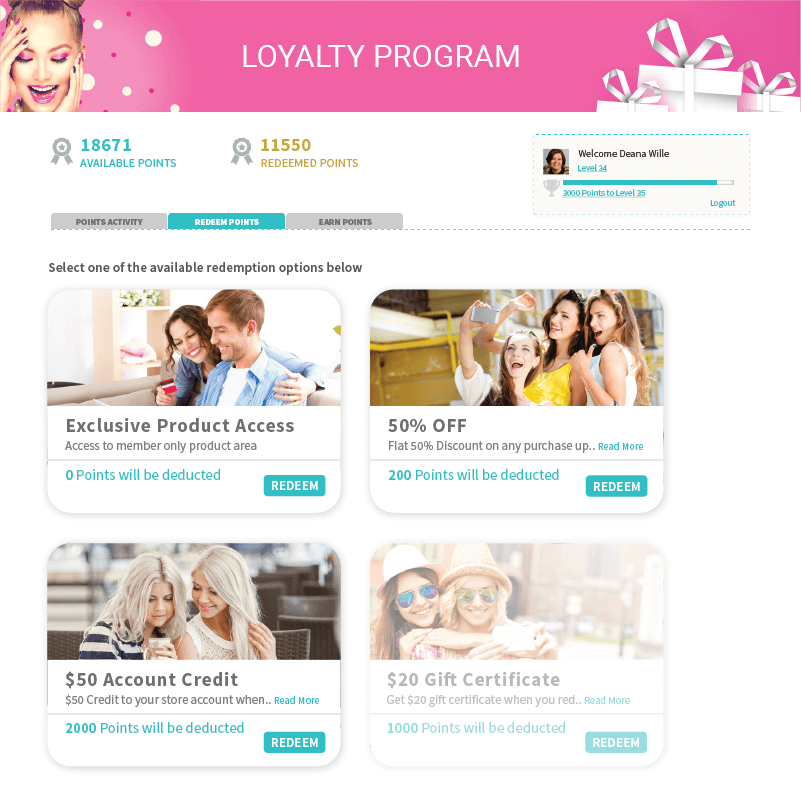 LOYALTY PROGRAM
18671
AVAILABLE POINTS
11550
REDEEMED POINTS
Welcome Deana Wille
Level 34
3000 Points to Level 35
Logout
POINTS ACTIVITY
REDEEM POINTS
EARN POINTS
Select one of the available redemption options below
Exclusive Product Access
Access to member only product area
0 Points will be deducted
REDEEM
50% OFF
Flat 50% Discount on any purchase up.. Read More
200 Points will be deducted
REDEEM
$50 Account Credit
$50 Credit to your store account when.. Read More
2000 Points will be deducted
REDEEM
$20 Gift Certificate
Get $20 gift certificate when you red.. Read More
1000 Points will be deducted
REDEEM